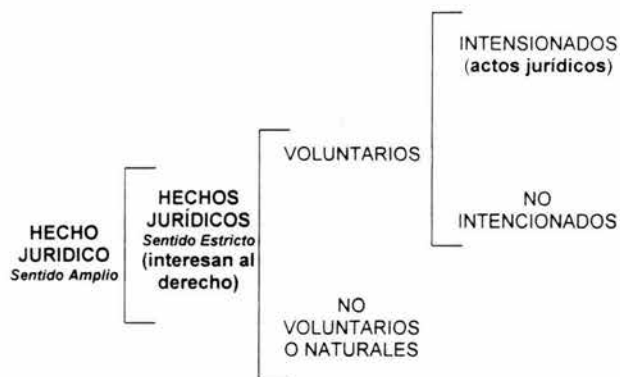 HECHO
JURIDICO
Sentido Amplio
HECHOS
JURÍDICOS
Sentido Estricto
(interesan al
derecho)
VOLUNTARIOS
NO
VOLUNTARIOS
O NATURALES
INTENSIONADOS
(actos jurídicos)
NO
INTENCIONADOS